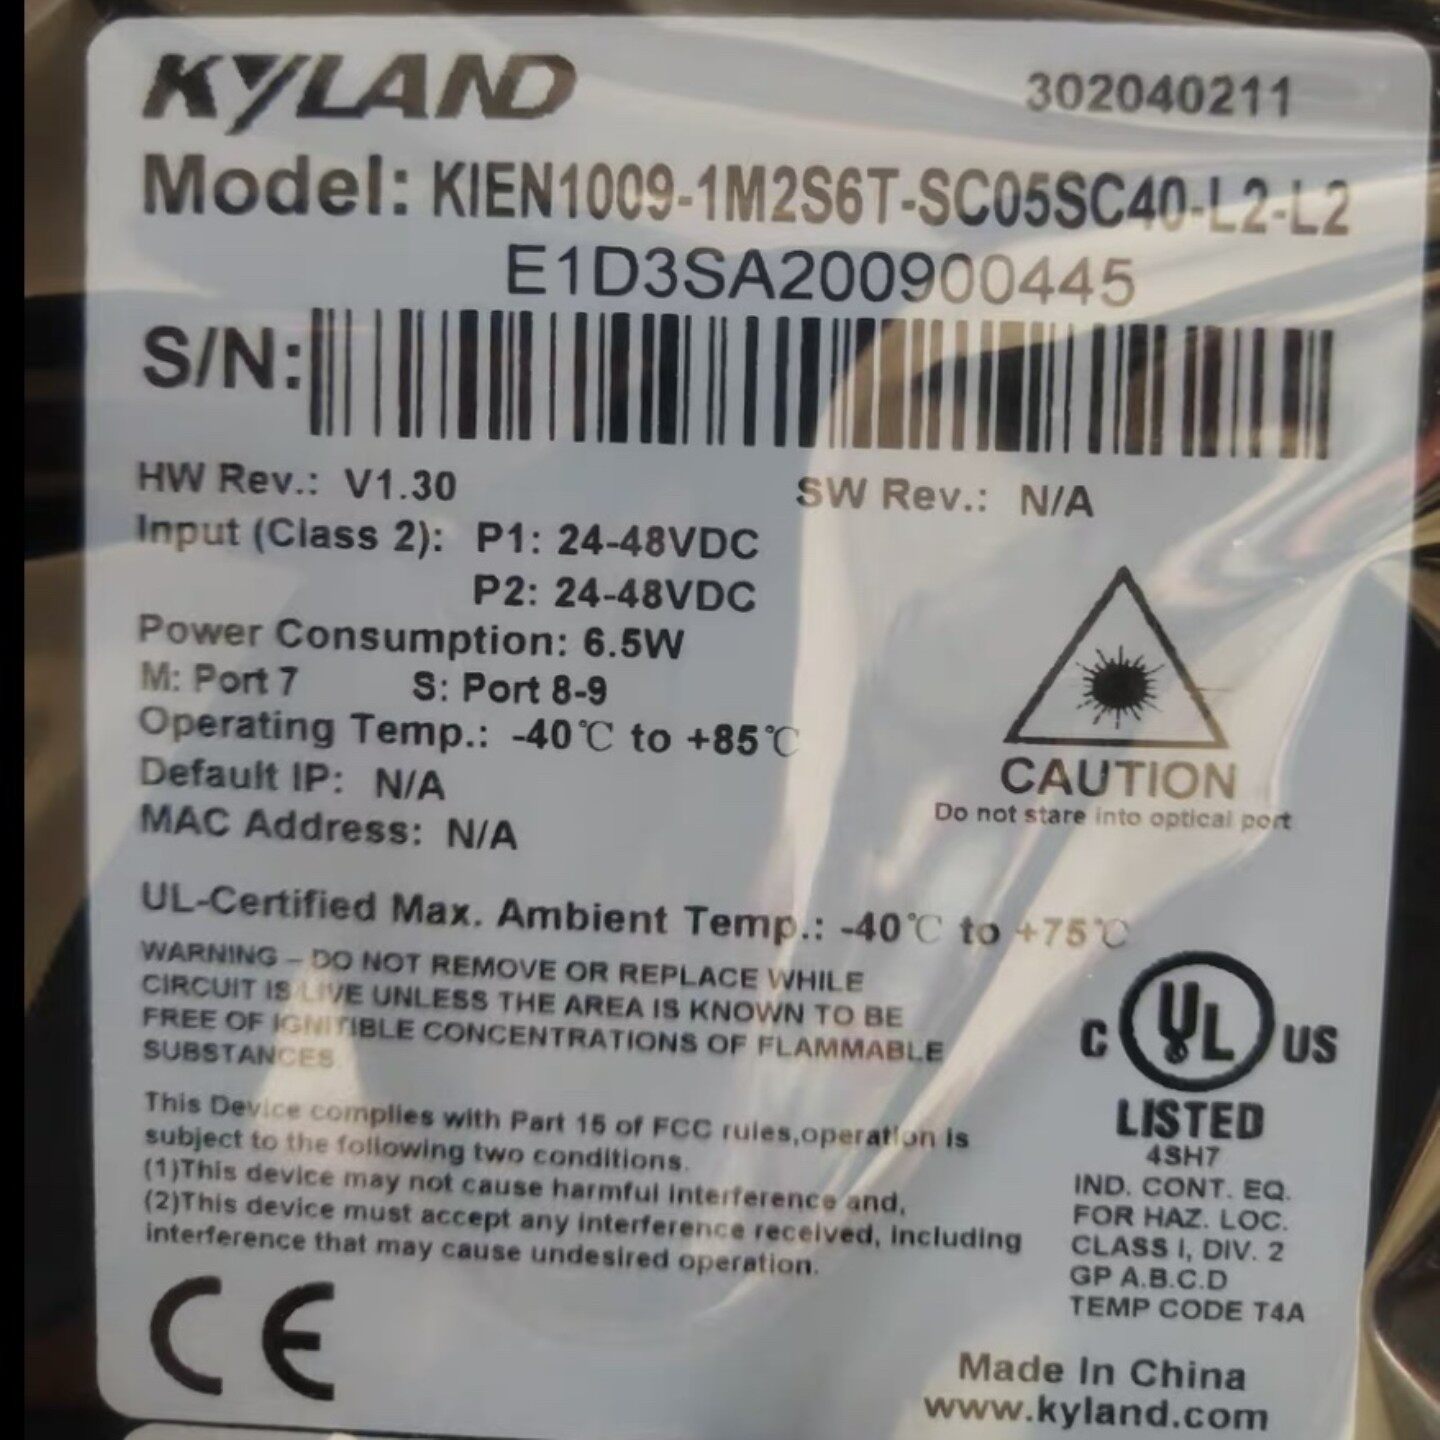 KYLAND
302040211
Model: KIEN1009-1M2S6T-SC05SC40-L2-L2
E1D3SA200900445
S/N:
HW Rev.: V1.30 SW Rev.: N/A
Input (Class 2): P1: 24-48VDC
P2: 24-48VDC
Power Consumption: 6.5W
M: Port 7 S: Port 8-9
Operating Temp.: -40℃ to +85℃
Default IP: N/A
MAC Address: N/A
CAUTION
Do not stare into optical port
UL-Certified Max. Ambient Temp.: -40℃ to +75℃
WARNING – DO NOT REMOVE OR REPLACE WHILE
CIRCUIT IS LIVE UNLESS THE AREA IS KNOWN TO BE
FREE OF IGNITIBLE CONCENTRATIONS OF FLAMMABLE
SUBSTANCES
This Device complies with Part 15 of FCC rules,operation is
subject to the following two conditions.
(1)This device may not cause harmful interference and,
(2)This device must accept any interference received, including
interference that may cause undesired operation.
C UL US
LISTED
4SH7
IND. CONT. EQ.
FOR HAZ. LOC.
CLASS I, DIV. 2
GP A.B.C.D
TEMP CODE T4A
CE
Made In China
www.kyland.com